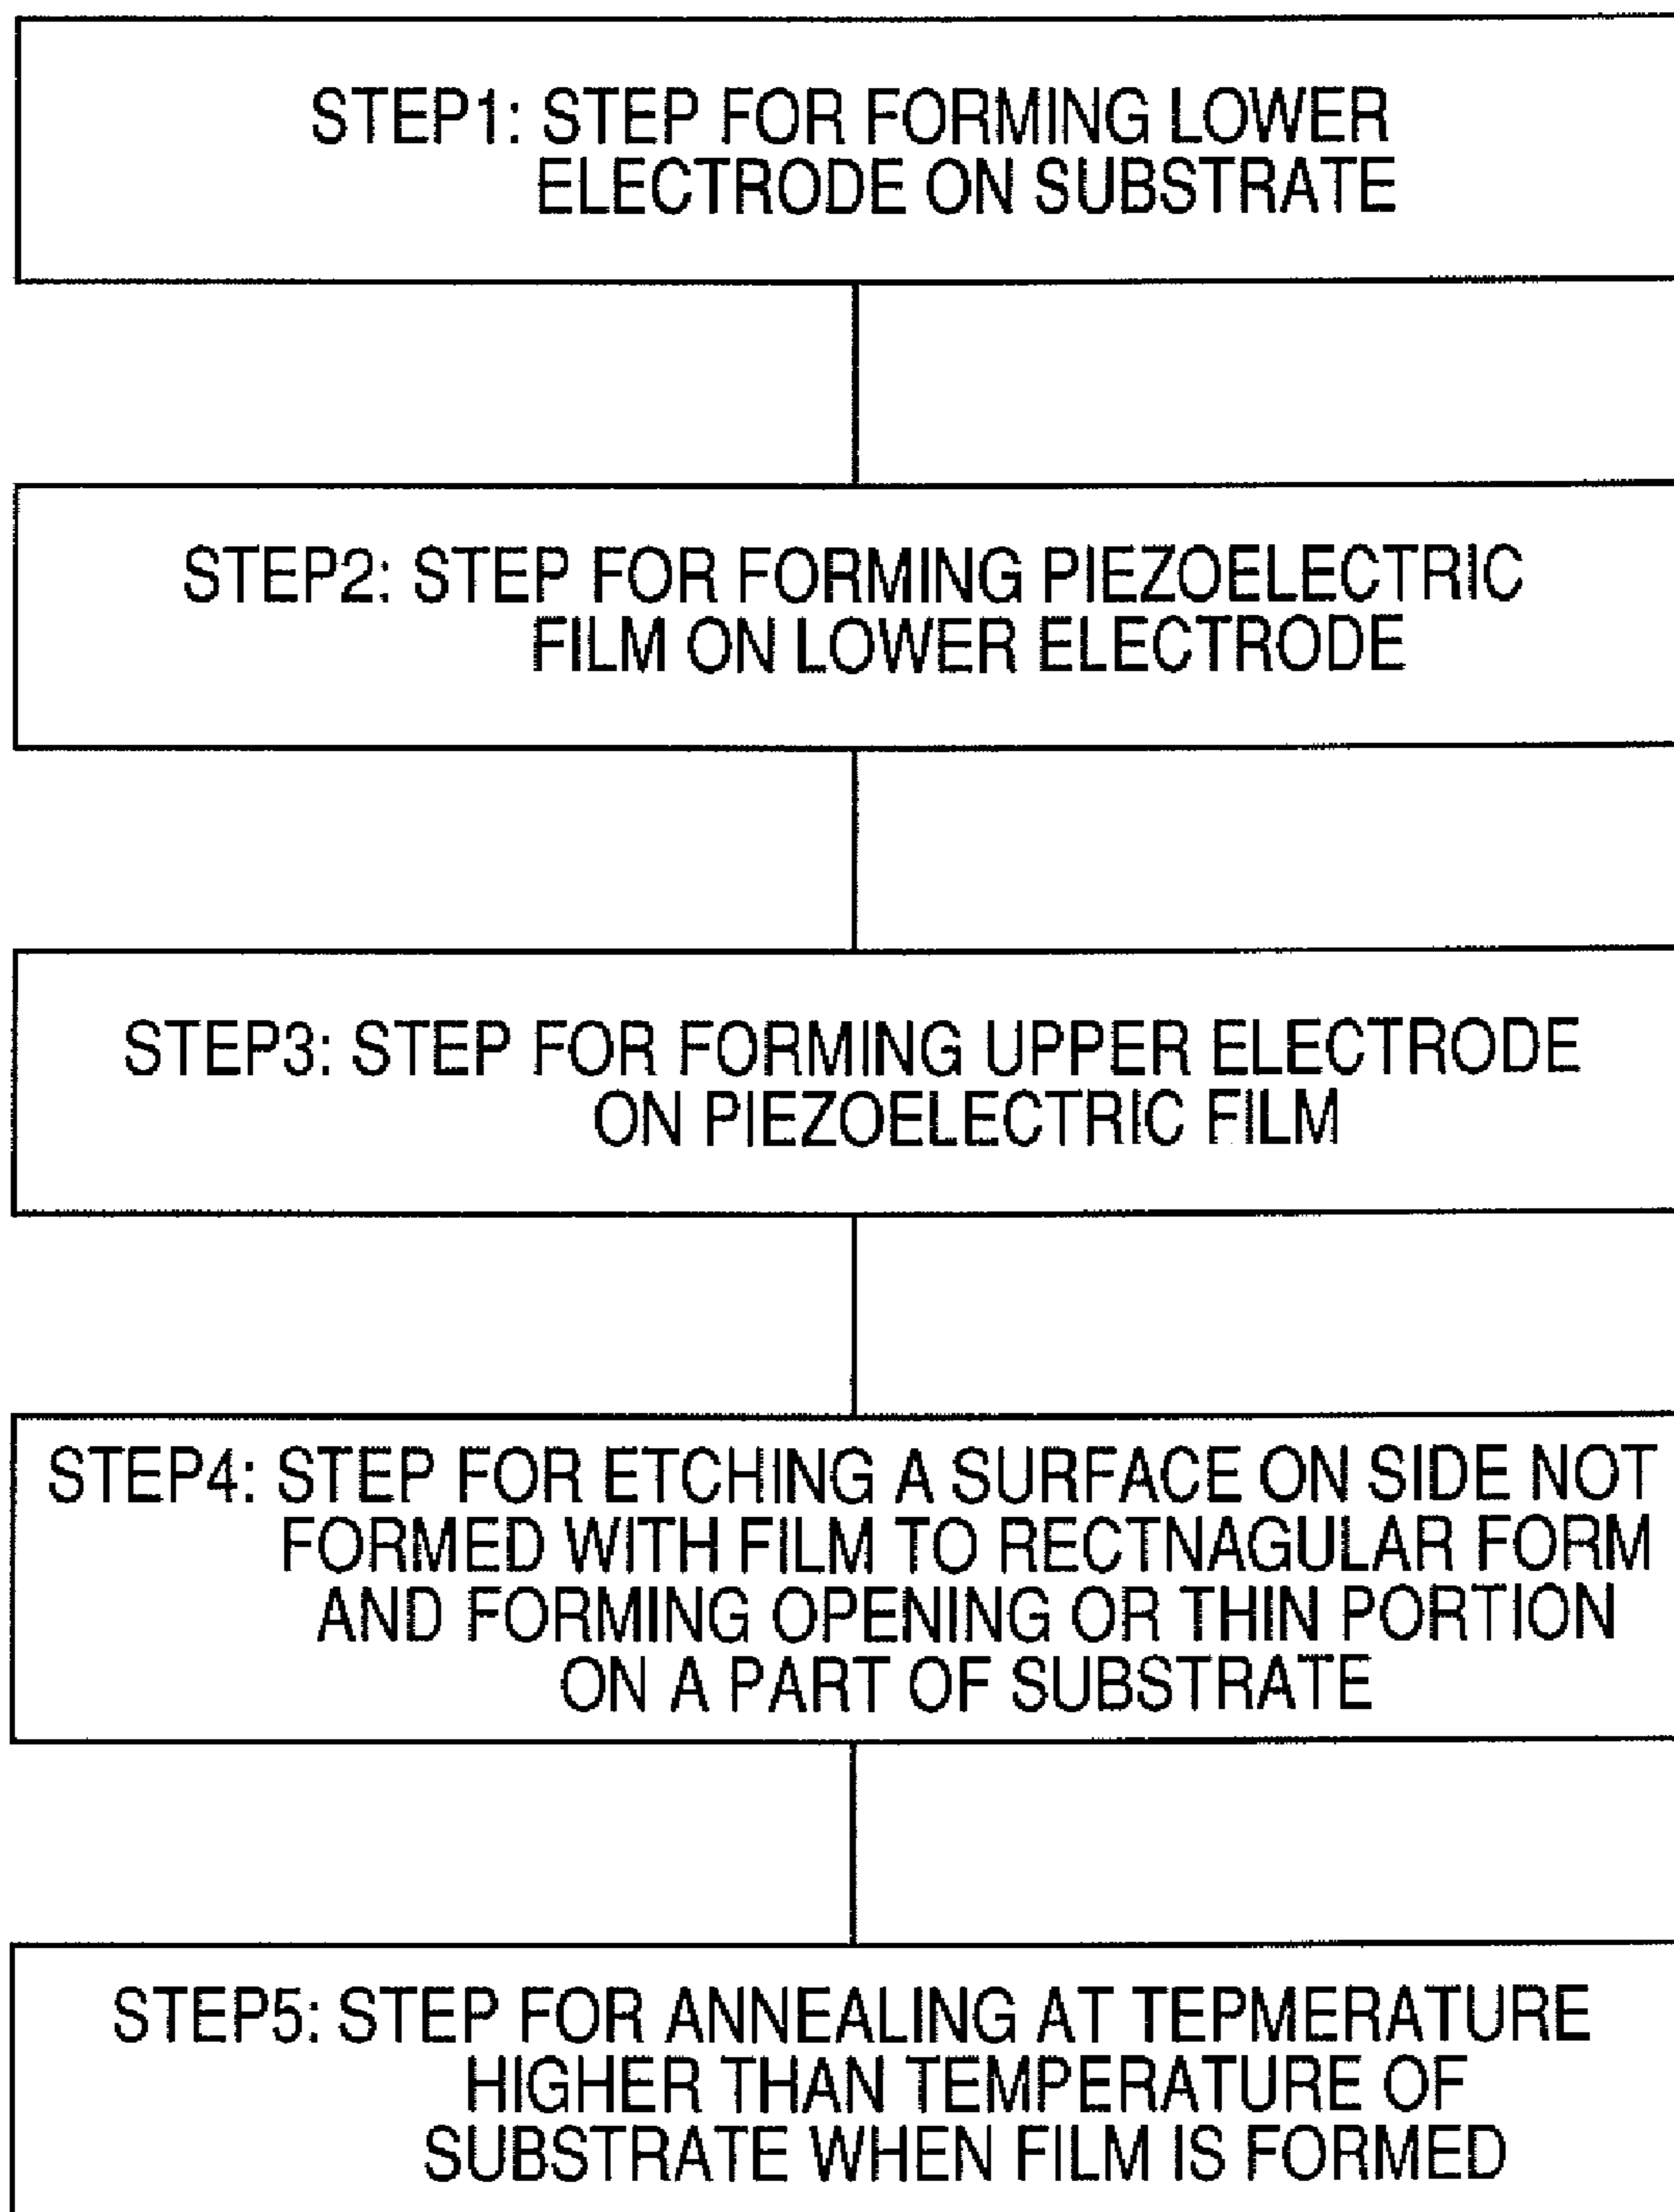 STEP1: STEP FOR FORMING LOWER
ELECTRODE ON SUBSTRATE
STEP2: STEP FOR FORMING PIEZOELECTRIC
FILM ON LOWER ELECTRODE
STEP3: STEP FOR FORMING UPPER ELECTRODE
ON PIEZOELECTRIC FILM
STEP4: STEP FOR ETCHING A SURFACE ON SIDE NOT
FORMED WITH FILM TO RECTNAGULAR FORM
AND FORMING OPENING OR THIN PORTION
ON A PART OF SUBSTRATE
STEP5: STEP FOR ANNEALING AT TEPMERATURE
HIGHER THAN TEMPERATURE OF
SUBSTRATE WHEN FILM IS FORMED